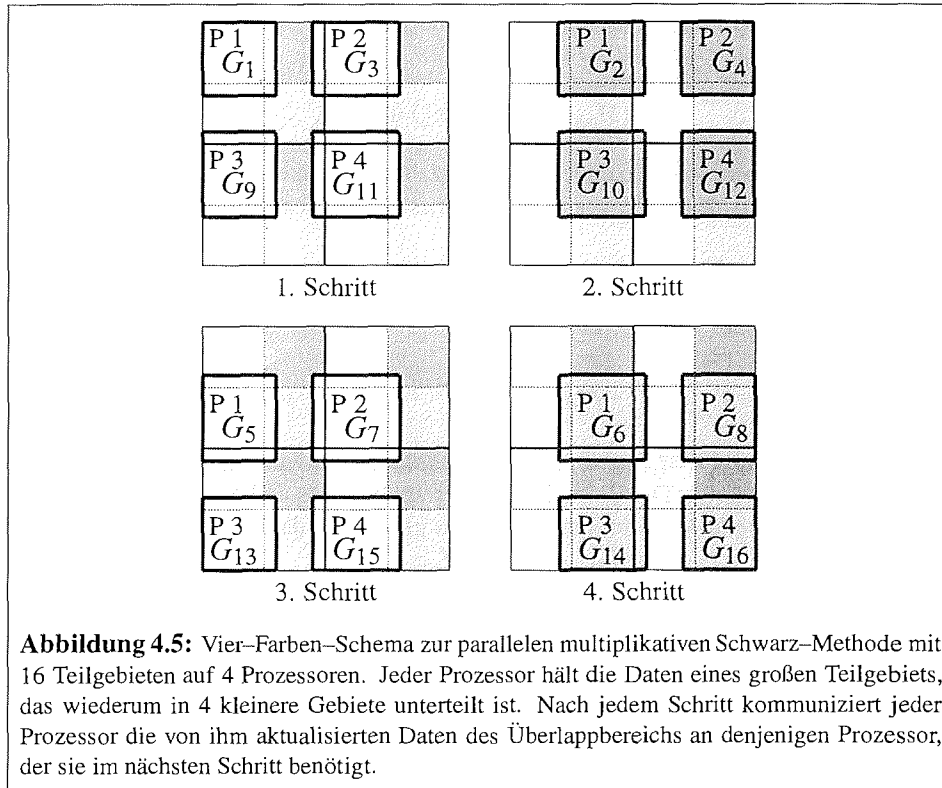 P 1 P 2 P 1 P 2
G1 G3 G2 G4
P 3 P 4 P 3 P 4
G9 G11 G10 G12
1. Schritt 2. Schritt
P 1 P 2 P 1 P 2
G5 G7 G6 G8
P 3 P 4 P 3 P 4
G13 G15 G14 G16
3. Schritt 4. Schritt
Abbildung 4.5: Vier–Farben–Schema zur parallelen multiplikativen Schwarz–Methode mit
16 Teilgebieten auf 4 Prozessoren. Jeder Prozessor hält die Daten eines großen Teilgebiets,
das wiederum in 4 kleinere Gebiete unterteilt ist. Nach jedem Schritt kommuniziert jeder
Prozessor die von ihm aktualisierten Daten des Überlappbereichs an denjenigen Prozessor,
der sie im nächsten Schritt benötigt.